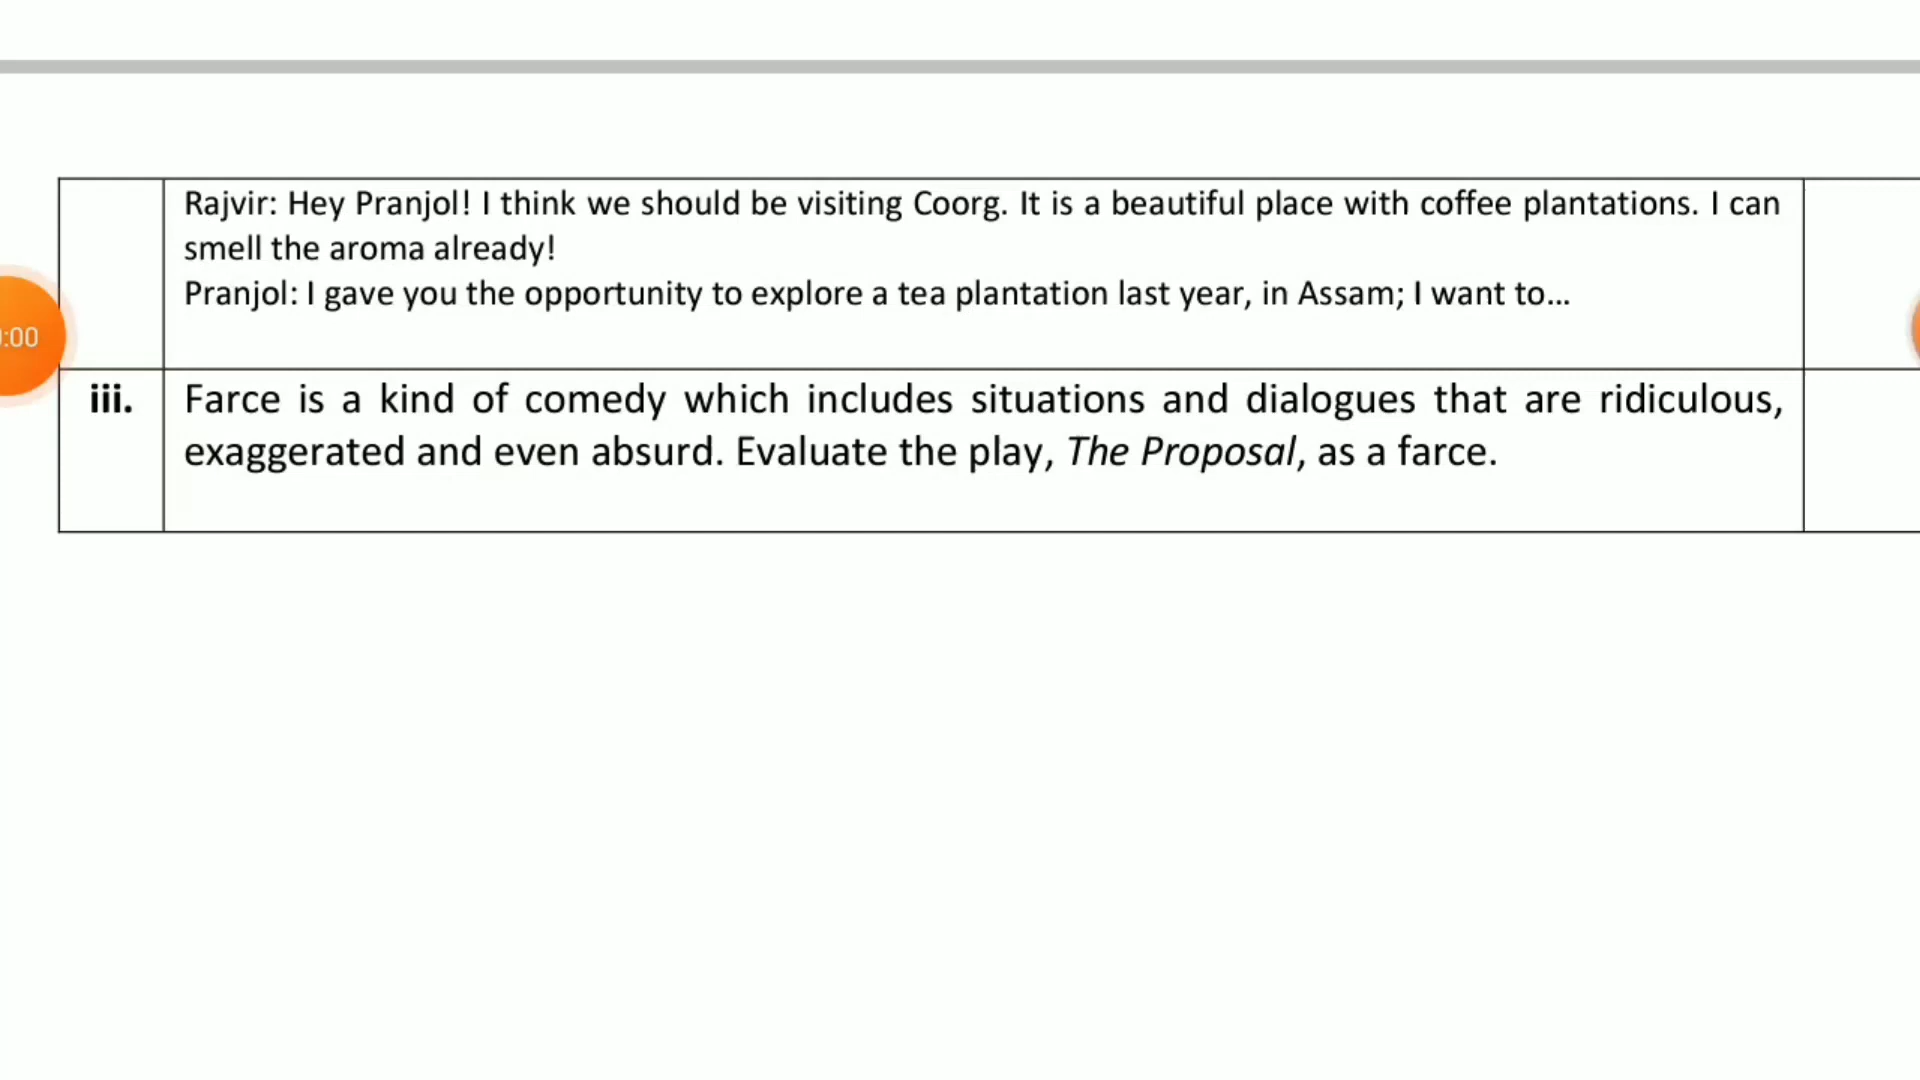 Rajvir: Hey Pranjol! I think we should be visiting Coorg. It is a beautiful place with coffee plantations. I can
smell the aroma already!
Pranjol: I gave you the opportunity to explore a tea plantation last year, in Assam; I want to...
:00
iii. Farce is a kind of comedy which includes situations and dialogues that are ridiculous,
exaggerated and even absurd. Evaluate the play, The Proposal, as a farce.